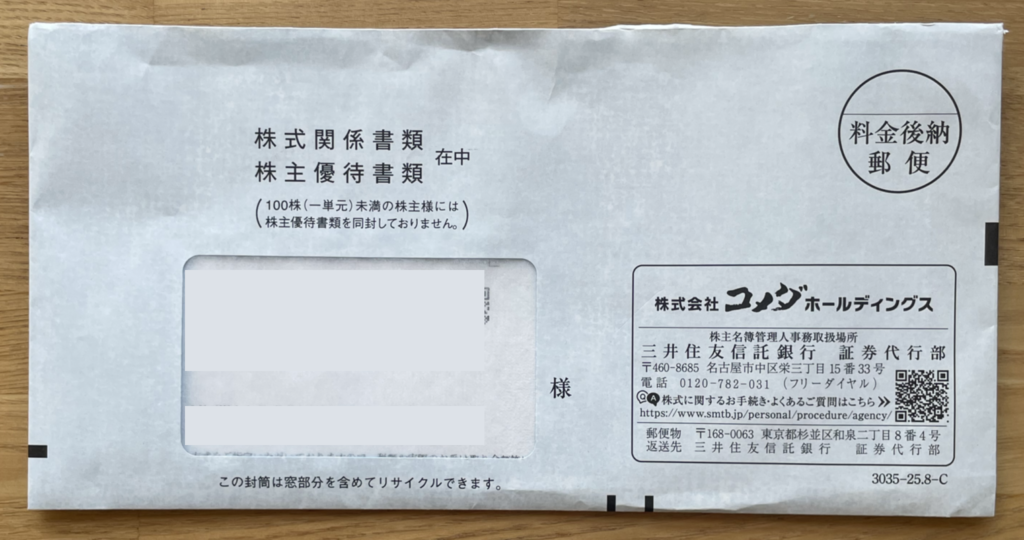 料金後納
郵便
株式関係書類
株主優待書類
在中
(100株(一単元)未満の株主様には
株主優待書類を同封しておりません。)
様
株式会社 コメダ ホールディングス
株主名簿管理人事務取扱場所
三井住友信託銀行 証券代行部
〒460-8685 名古屋市中区栄三丁目15番33号
電話 0120-782-031 (フリーダイヤル)
Q&A 株式に関するお手続き・よくあるご質問はこちら≫
https://www.smtb.jp/personal/procedure/agency/
郵便物 〒168-0063 東京都杉並区和泉二丁目8番4号
返送先 三井住友信託銀行 証券代行部
この封筒は窓部分を含めてリサイクルできます。
3035-25.8-C